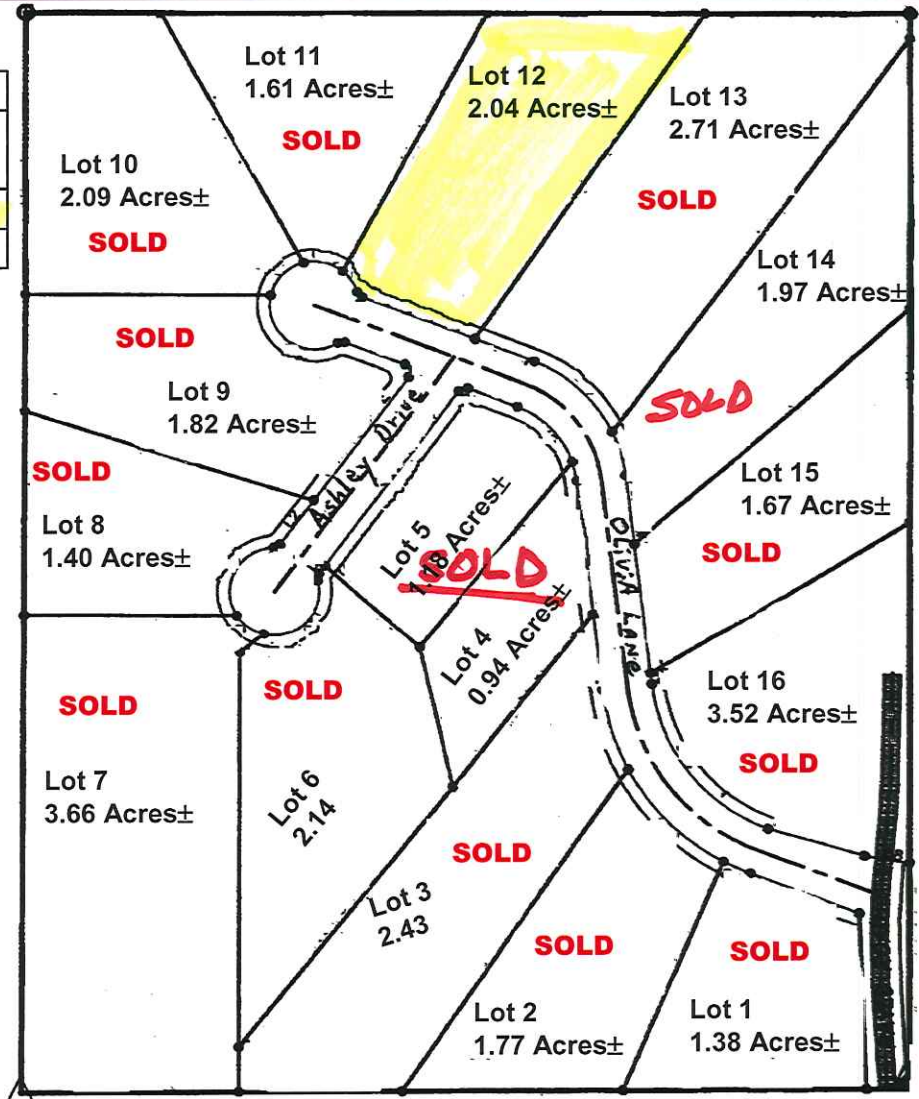 Lot 11
1.61 Acres±
SOLD
Lot 12
2.04 Acres±
Lot 13
2.71 Acres±
SOLD
Lot 10
2.09 Acres±
SOLD
Lot 14
1.97 Acres±
SOLD
SOLD
Lot 9
1.82 Acres±
Ashley Drive
Lot 15
1.67 Acres±
SOLD
SOLD
Lot 8
1.40 Acres±
Lot 5
1.18 Acres±
SOLD
Lot 4
0.94 Acres±
Olivia Lane
Lot 16
3.52 Acres±
SOLD
SOLD
Lot 7
3.66 Acres±
SOLD
Lot 6
2.14
SOLD
Lot 3
2.43
SOLD
Lot 2
1.77 Acres±
SOLD
Lot 1
1.38 Acres±